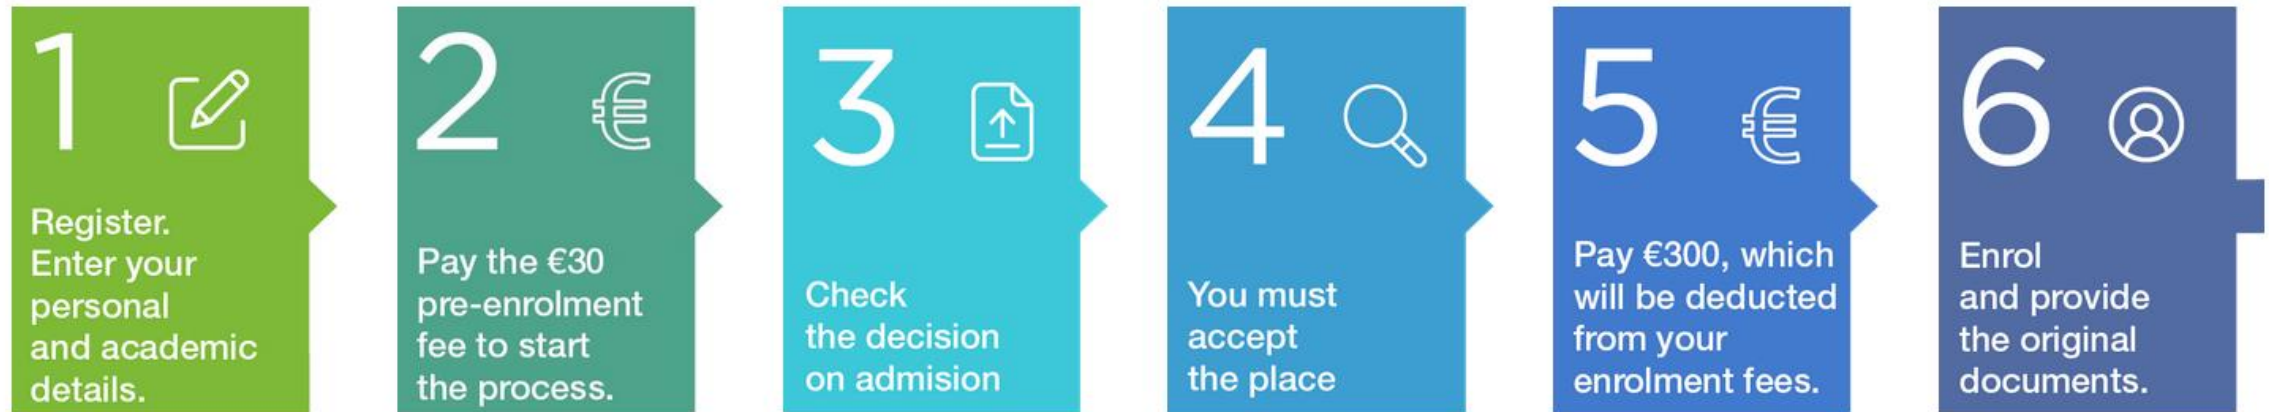 1
Register.
Enter your
personal
and academic
details.
2
€
Pay the €30
pre-enrolment
fee to start
the process.
3
Check
the decision
on admision
4
You must
accept
the place
5
€
Pay €300, which
will be deducted
from your
enrolment fees.
6
Enrol
and provide
the original
documents.